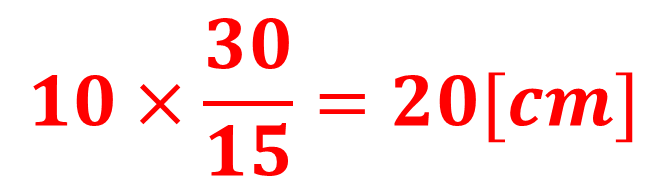 10 × 30/15 = 20[cm]